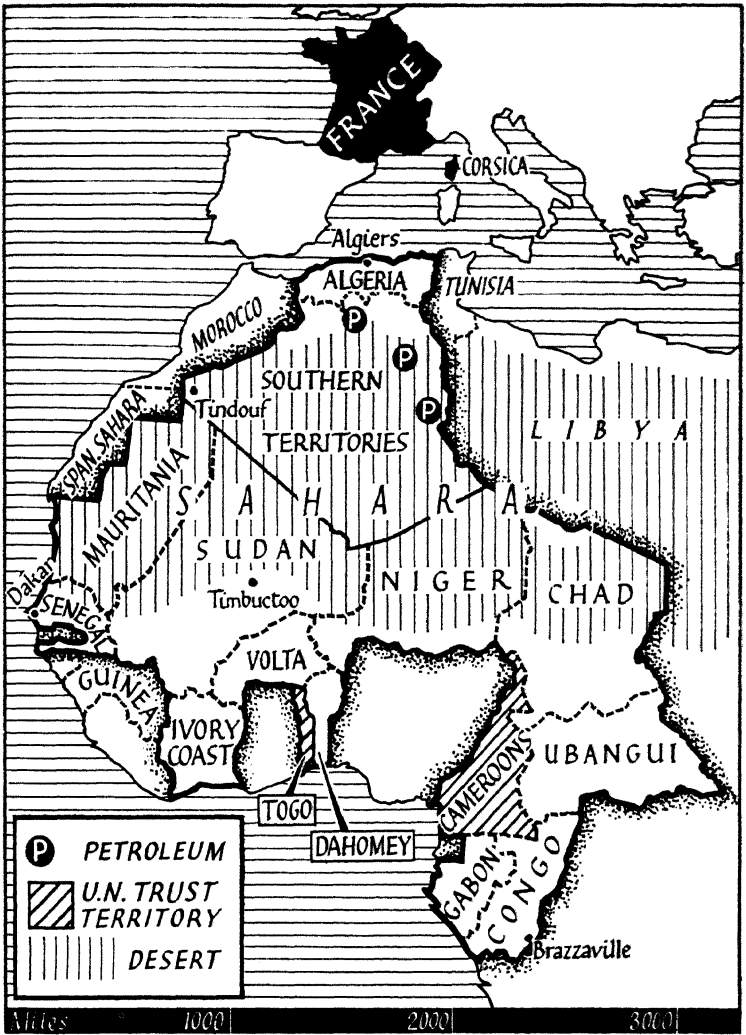 FRANCE
CORSICA
Algiers
ALGERIA
TUNISIA
MOROCCO
P
P
SOUTHERN
P
Tindouf
TERRITORIES
LIBYA
SPAN SAHARA
MAURITANIA
SAHARA
SUDAN
NIGER
CHAD
Dakar
Timbuctoo
SENEGAL
VOLTA
GUINEA
IVORY
COAST
UBANGUI
CAMEROONS
TOGO
DAHOMEY
GABON
CONGO
Brazzaville
P PETROLEUM
U.N. TRUST
TERRITORY
DESERT
Miles 1000 2000 3000